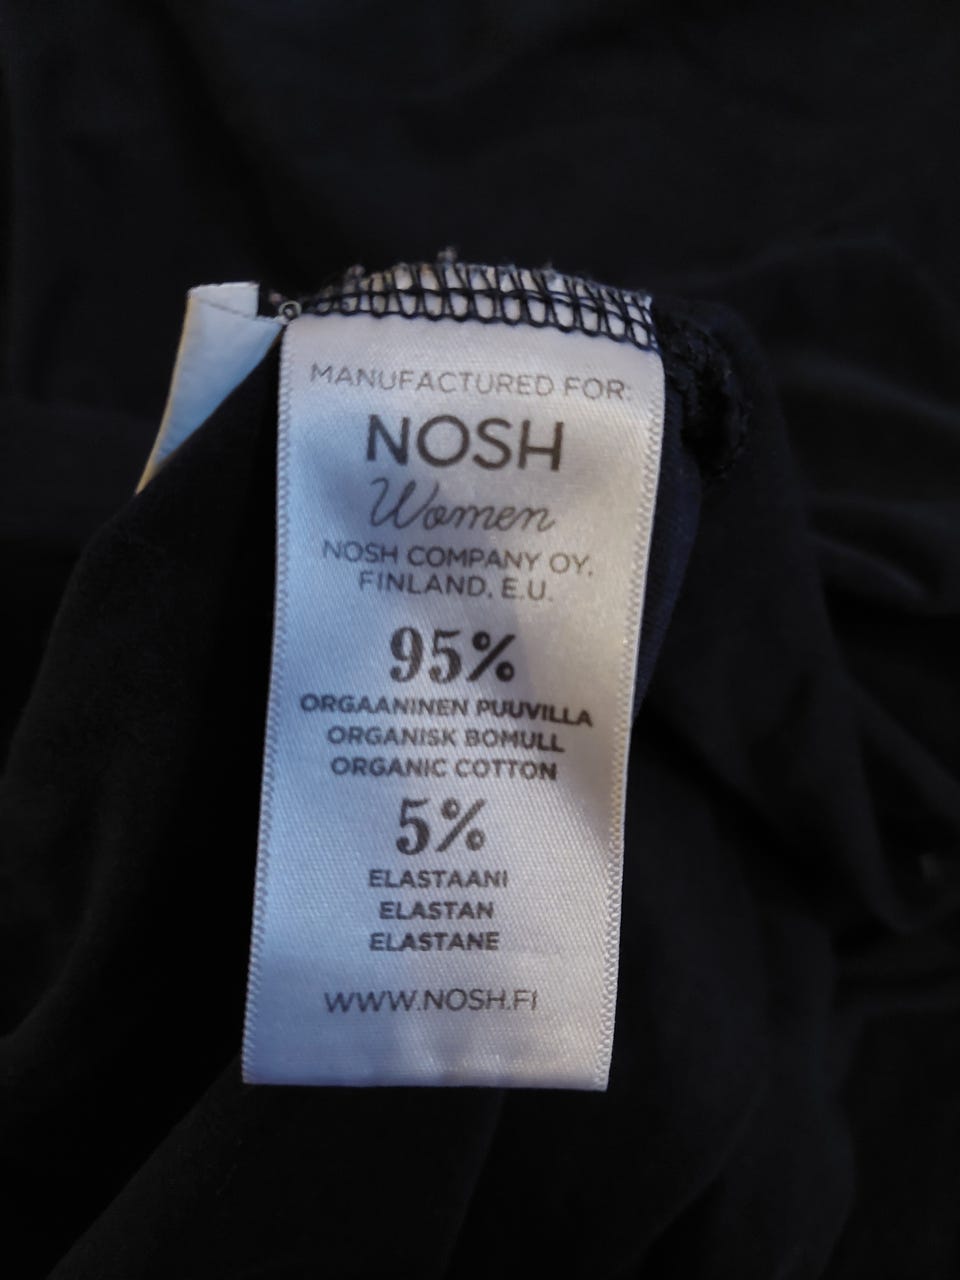 MANUFACTURED FOR:
NOSH
Women
NOSH COMPANY OY,
FINLAND, E.U.
95%
ORGAANINEN PUUVILLA
ORGANISK BOMULL
ORGANIC COTTON
5%
ELASTAANI
ELASTAN
ELASTANE
WWW.NOSH.FI